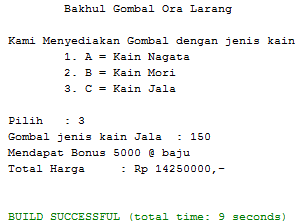 Bakhul Gombal Ora Larang
Kami Menyediakan Gombal dengan jenis kain
1. A = Kain Nagata
2. B = Kain Mori
3. C = Kain Jala
Pilih : 3
Gombal jenis kain Jala : 150
Mendapat Bonus 5000 @ baju
Total Harga : Rp 14250000,-
BUILD SUCCESSFUL (total time: 9 seconds)